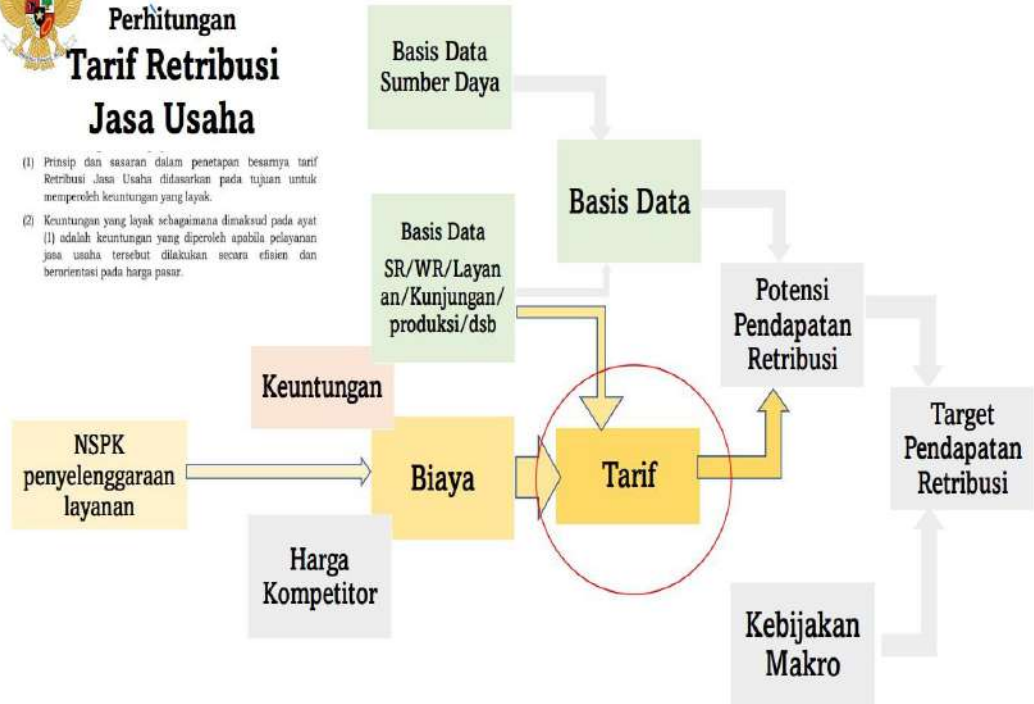 Perhitungan
Tarif Retribusi
Jasa Usaha
(1) Prinsip dan sasaran dalam penetapan besarnya tarif
Retribusi Jasa Usaha didasarkan pada tujuan untuk
memperoleh keuntungan yang layak.
(2) Keuntungan yang layak sebagaimana dimaksud pada ayat
(1) adalah keuntungan yang diperoleh apabila pelayanan
jasa usaha tersebut dilakukan secara efisien dan
berorientasi pada harga pasar.
Basis Data
Sumber Daya
Basis Data
Basis Data
SR/WR/Layan
an/Kunjungan/
produksi/dsb
Potensi
Pendapatan
Retribusi
Keuntungan
NSPK
penyelenggaraan
layanan
Biaya
Tarif
Target
Pendapatan
Retribusi
Harga
Kompetitor
Kebijakan
Makro